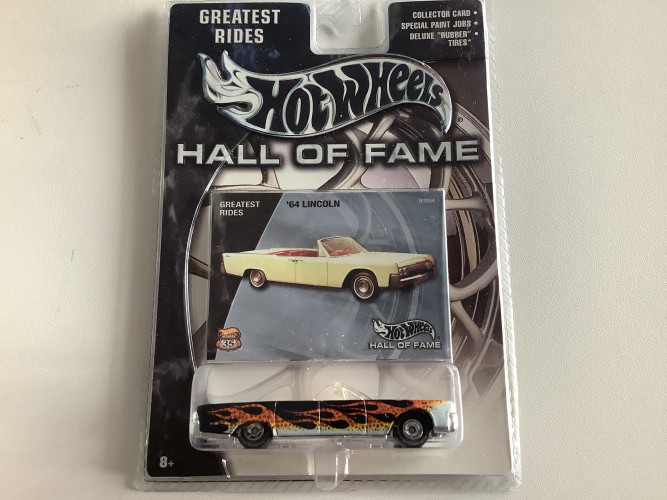 GREATEST
RIDES
COLLECTOR CARD •
SPECIAL PAINT JOBS •
DELUXE "RUBBER" •
TIRES*
HOT WHEELS
®
HALL OF FAME
GREATEST
RIDES
'64 LINCOLN
35
HOT WHEELS
HALL OF FAME
8+